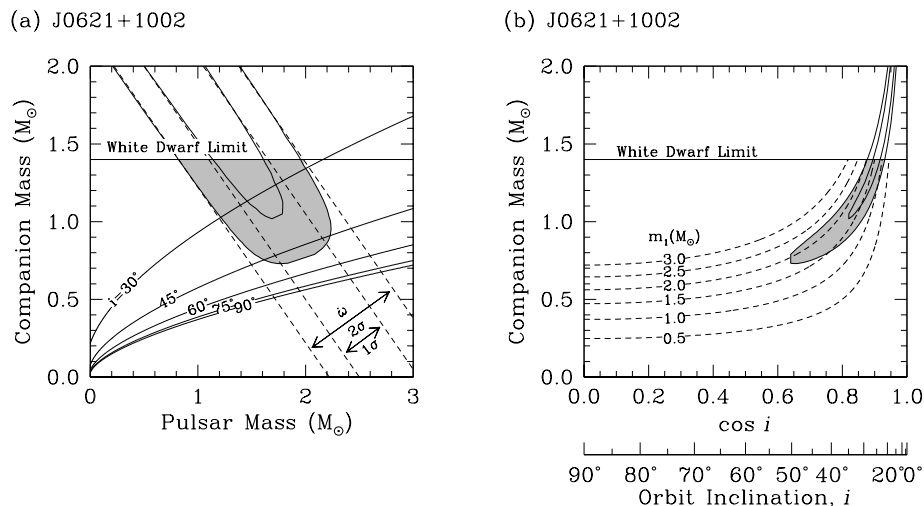 (a) J0621+1002
2.0
1.5
1.0
0.5
0.0
Companion Mass (M⊙)
White Dwarf Limit
i=30°
45°
60°
75°
90°
ω̇
2σ
1σ
0
1
2
3
Pulsar Mass (M⊙)
(b) J0621+1002
2.0
1.5
1.0
0.5
0.0
Companion Mass (M⊙)
White Dwarf Limit
m₁(M⊙)
3.0
2.5
2.0
1.5
1.0
0.5
0.0 0.2 0.4 0.6 0.8 1.0
cos i
90° 80° 70° 60° 50° 40° 20° 0°
Orbit Inclination, i